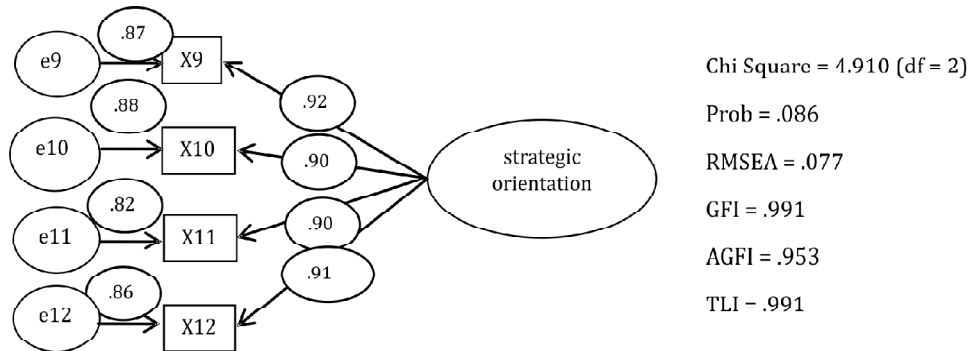 .87
e9
X9
.88
.92
e10
X10
.90
strategic
orientation
.82
e11
X11
.90
.91
.86
e12
X12
Chi Square = 4.910 (df = 2)
Prob = .086
RMSEA = .077
GFI = .991
AGFI = .953
TLI = .991